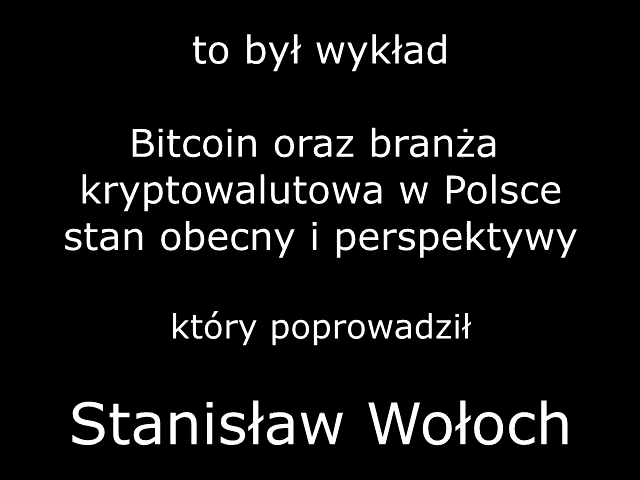 to był wykład
Bitcoin oraz branża
kryptowalutowa w Polsce
stan obecny i perspektywy
który poprowadził
Stanisław Wołoch